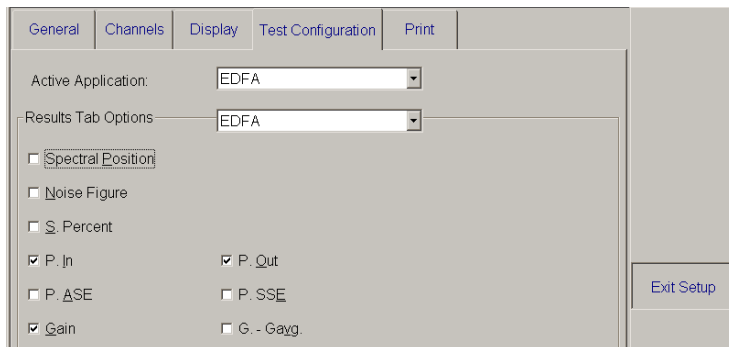 General Channels Display Test Configuration Print
Active Application: EDFA
Results Tab Options EDFA
Spectral Position
Noise Figure
S. Percent
P. In P. Out
P. ASE P. SSE
Exit Setup
Gain G. - Gavg.